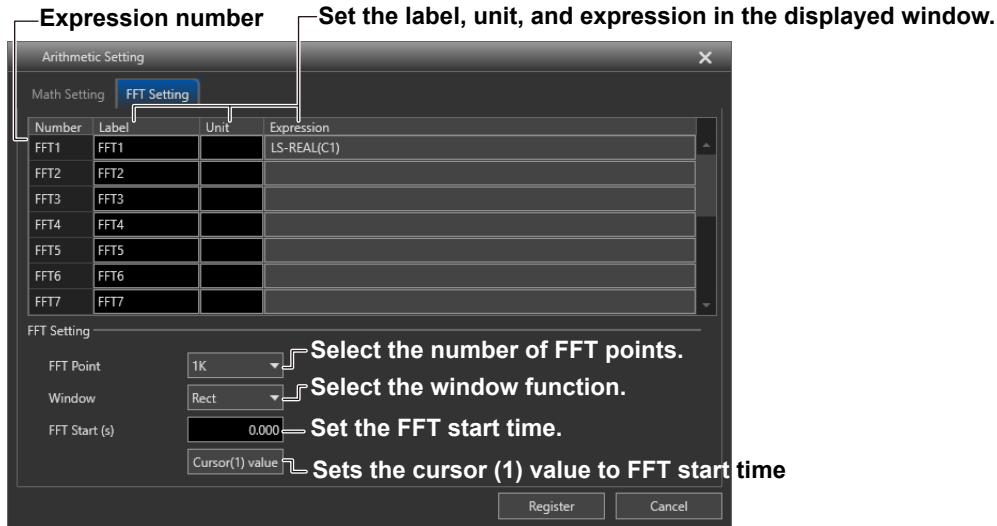 Expression number
Set the label, unit, and expression in the displayed window.
Arithmetic Setting
Math Setting FFT Setting
Number Label Unit Expression
FFT1 FFT1 LS-REAL(C1)
FFT2 FFT2
FFT3 FFT3
FFT4 FFT4
FFT5 FFT5
FFT6 FFT6
FFT7 FFT7
FFT Setting
FFT Point 1K Select the number of FFT points.
Window Rect Select the window function.
FFT Start (s) 0.000 Set the FFT start time.
Cursor(1) value Sets the cursor (1) value to FFT start time
Register Cancel